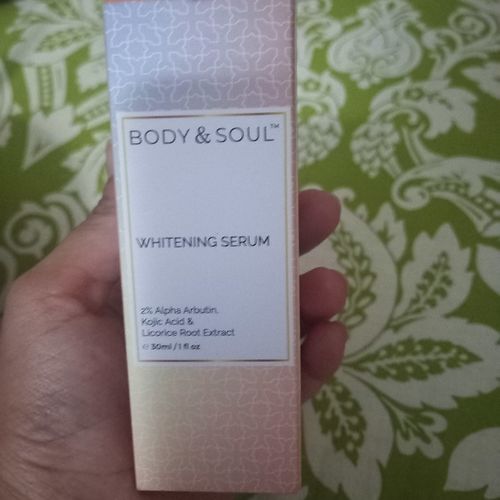 BODY & SOUL™
WHITENING SERUM
2% Alpha Arbutin,
Kojic Acid &
Licorice Root Extract
℮ 30ml / 1 fl oz